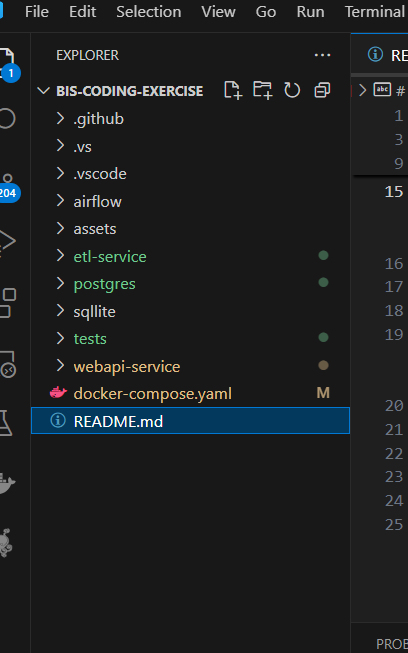 File Edit Selection View Go Run Terminal
EXPLORER
BIS-CODING-EXERCISE
.github
.vs
.vscode
airflow
assets
etl-service
postgres
sqllite
tests
webapi-service
docker-compose.yaml M
README.md
1
204
RE
abc #
1
3
9
15
16
17
18
19
20
21
22
23
24
25
PROB